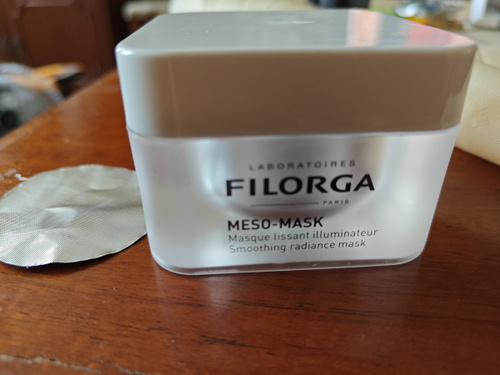 LABORATOIRES
FILORGA
PARIS
MESO-MASK
Masque lissant illuminateur
Smoothing radiance mask